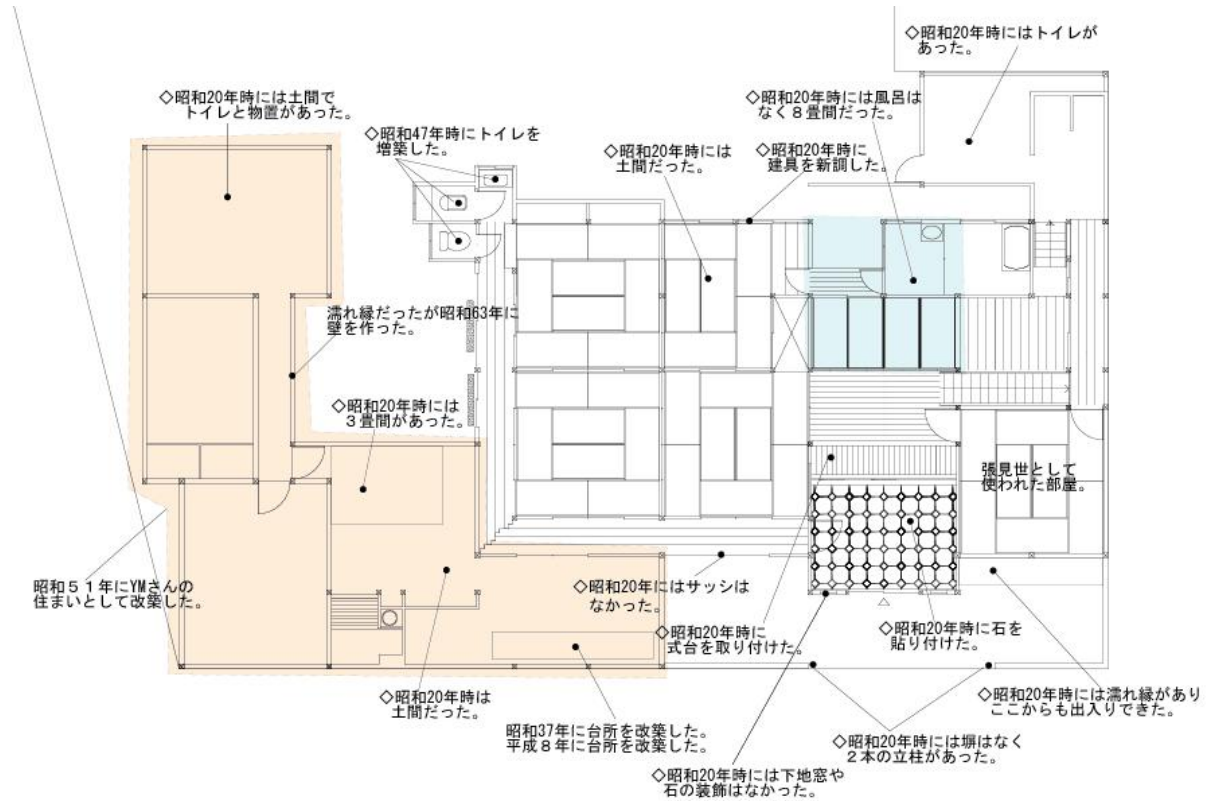 ◇昭和20年時にはトイレが
あった。
◇昭和20年時には土間で
トイレと物置があった。
◇昭和20年時には風呂は
なく８畳間だった。
◇昭和47年時にトイレを
増築した。
◇昭和20年時には
土間だった。
◇昭和20年時に
建具を新調した。
濡れ縁だったが昭和63年に
壁を作った。
◇昭和20年時には
３畳間があった。
張見世として
使われた部屋。
昭和５１年にYMさんの
住まいとして改築した。
◇昭和20年にはサッシは
なかった。
◇昭和20年時に
式台を取り付けた。
◇昭和20年時に石を
貼り付けた。
◇昭和20年時は
土間だった。
◇昭和20年時には濡れ縁があり
ここからも出入りできた。
昭和37年に台所を改築した。
平成８年に台所を改築した。
◇昭和20年時には塀はなく
２本の立柱があった。
◇昭和20年時には下地窓や
石の装飾はなかった。